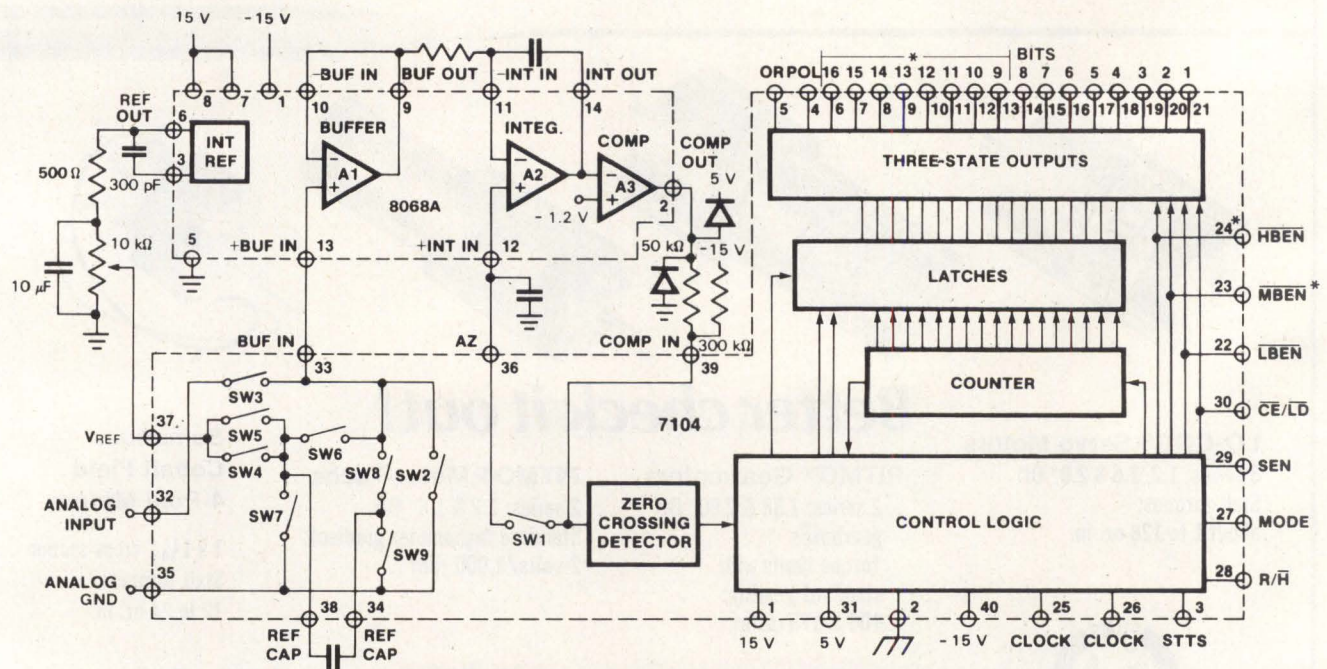 15 V -15 V
-BUF IN BUF OUT -INT IN INT OUT
* BITS
OR POL 16 15 14 13 12 11 10 9 8 7 6 5 4 3 2 1
5 4 6 7 8 9 10 11 12 13 14 15 16 17 18 19 20 21
8 7 1 10 9 11 14
REF OUT
6
3
INT REF
BUFFER
A1
8068A
INTEG.
A2
COMP
A3
COMP OUT
2
5 V
- 1.2 V
500 Ω
300 pF
10 kΩ
10 µF
5
+BUF IN 13
+INT IN 12
50 kΩ
-15 V
300 kΩ
THREE-STATE OUTPUTS
LATCHES
COUNTER
7104
24* HBEN
23 MBEN*
22 LBEN
30 CE/LD
29 SEN
27 MODE
28 R/H
BUF IN 33
AZ 36
COMP IN 39
SW3
VREF 37
SW5
SW4
SW6
SW8
SW2
SW7
SW9
SW1
ANALOG INPUT 32
ANALOG GND 35
ZERO CROSSING DETECTOR
CONTROL LOGIC
38 34
REF CAP REF CAP
1 31 2 40 25 26 3
15 V 5 V -15 V CLOCK CLOCK STTS